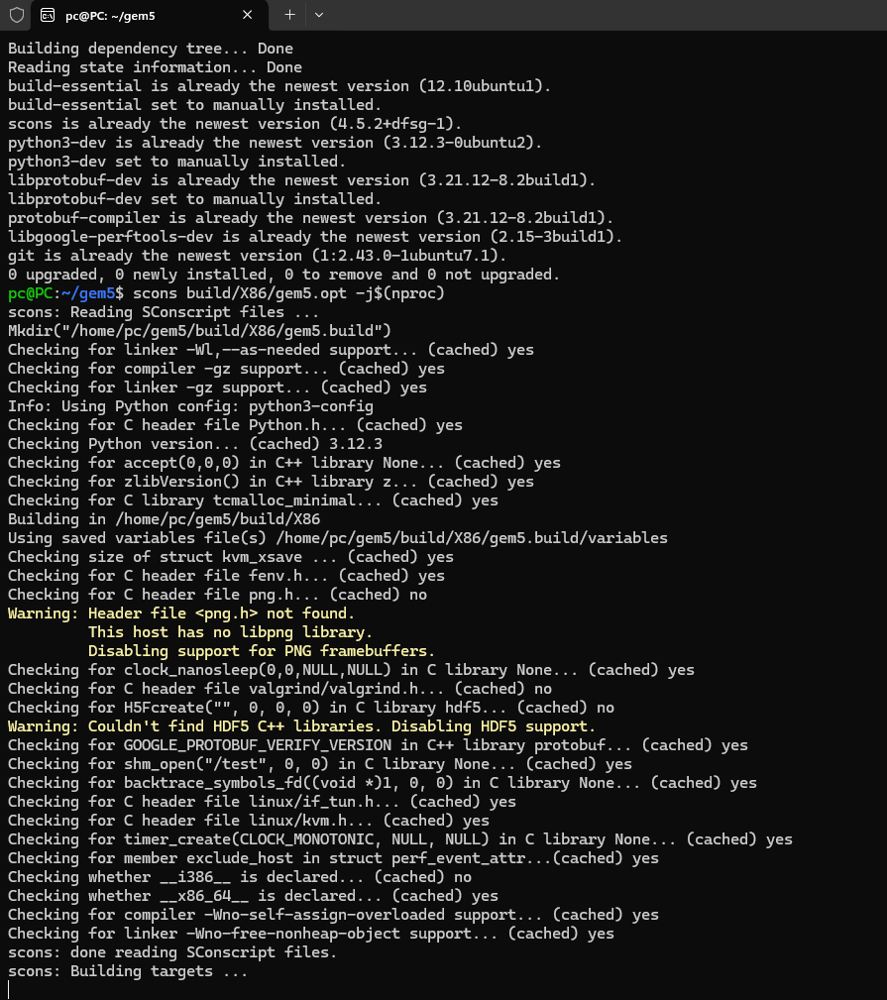 pc@PC: ~/gem5
Building dependency tree... Done
Reading state information... Done
build-essential is already the newest version (12.10ubuntu1).
build-essential set to manually installed.
scons is already the newest version (4.5.2+dfsg-1).
python3-dev is already the newest version (3.12.3-0ubuntu2).
python3-dev set to manually installed.
libprotobuf-dev is already the newest version (3.21.12-8.2build1).
libprotobuf-dev set to manually installed.
protobuf-compiler is already the newest version (3.21.12-8.2build1).
libgoogle-perftools-dev is already the newest version (2.15-3build1).
git is already the newest version (1:2.43.0-1ubuntu7.1).
0 upgraded, 0 newly installed, 0 to remove and 0 not upgraded.
pc@PC:~/gem5$ scons build/X86/gem5.opt -j$(nproc)
scons: Reading SConscript files ...
Mkdir("/home/pc/gem5/build/X86/gem5.build")
Checking for linker -Wl,--as-needed support... (cached) yes
Checking for compiler -gz support... (cached) yes
Checking for linker -gz support... (cached) yes
Info: Using Python config: python3-config
Checking for C header file Python.h... (cached) yes
Checking Python version... (cached) 3.12.3
Checking for accept(0,0,0) in C++ library None... (cached) yes
Checking for zlibVersion() in C++ library z... (cached) yes
Checking for C library tcmalloc_minimal... (cached) yes
Building in /home/pc/gem5/build/X86
Using saved variables file(s) /home/pc/gem5/build/X86/gem5.build/variables
Checking size of struct kvm_xsave ... (cached) yes
Checking for C header file fenv.h... (cached) yes
Checking for C header file png.h... (cached) no
Warning: Header file <png.h> not found.
This host has no libpng library.
Disabling support for PNG framebuffers.
Checking for clock_nanosleep(0,0,NULL,NULL) in C library None... (cached) yes
Checking for C header file valgrind/valgrind.h... (cached) no
Checking for H5Fcreate("", 0, 0, 0) in C library hdf5... (cached) no
Warning: Couldn't find HDF5 C++ libraries. Disabling HDF5 support.
Checking for GOOGLE_PROTOBUF_VERIFY_VERSION in C++ library protobuf... (cached) yes
Checking for shm_open("/test", 0, 0) in C library None... (cached) yes
Checking for backtrace_symbols_fd((void *)1, 0, 0) in C library None... (cached) yes
Checking for C header file linux/if_tun.h... (cached) yes
Checking for C header file linux/kvm.h... (cached) yes
Checking for timer_create(CLOCK_MONOTONIC, NULL, NULL) in C library None... (cached) yes
Checking for member exclude_host in struct perf_event_attr...(cached) yes
Checking whether __i386__ is declared... (cached) no
Checking whether __x86_64__ is declared... (cached) yes
Checking for compiler -Wno-self-assign-overloaded support... (cached) yes
Checking for linker -Wno-free-nonheap-object support... (cached) yes
scons: done reading SConscript files.
scons: Building targets ...